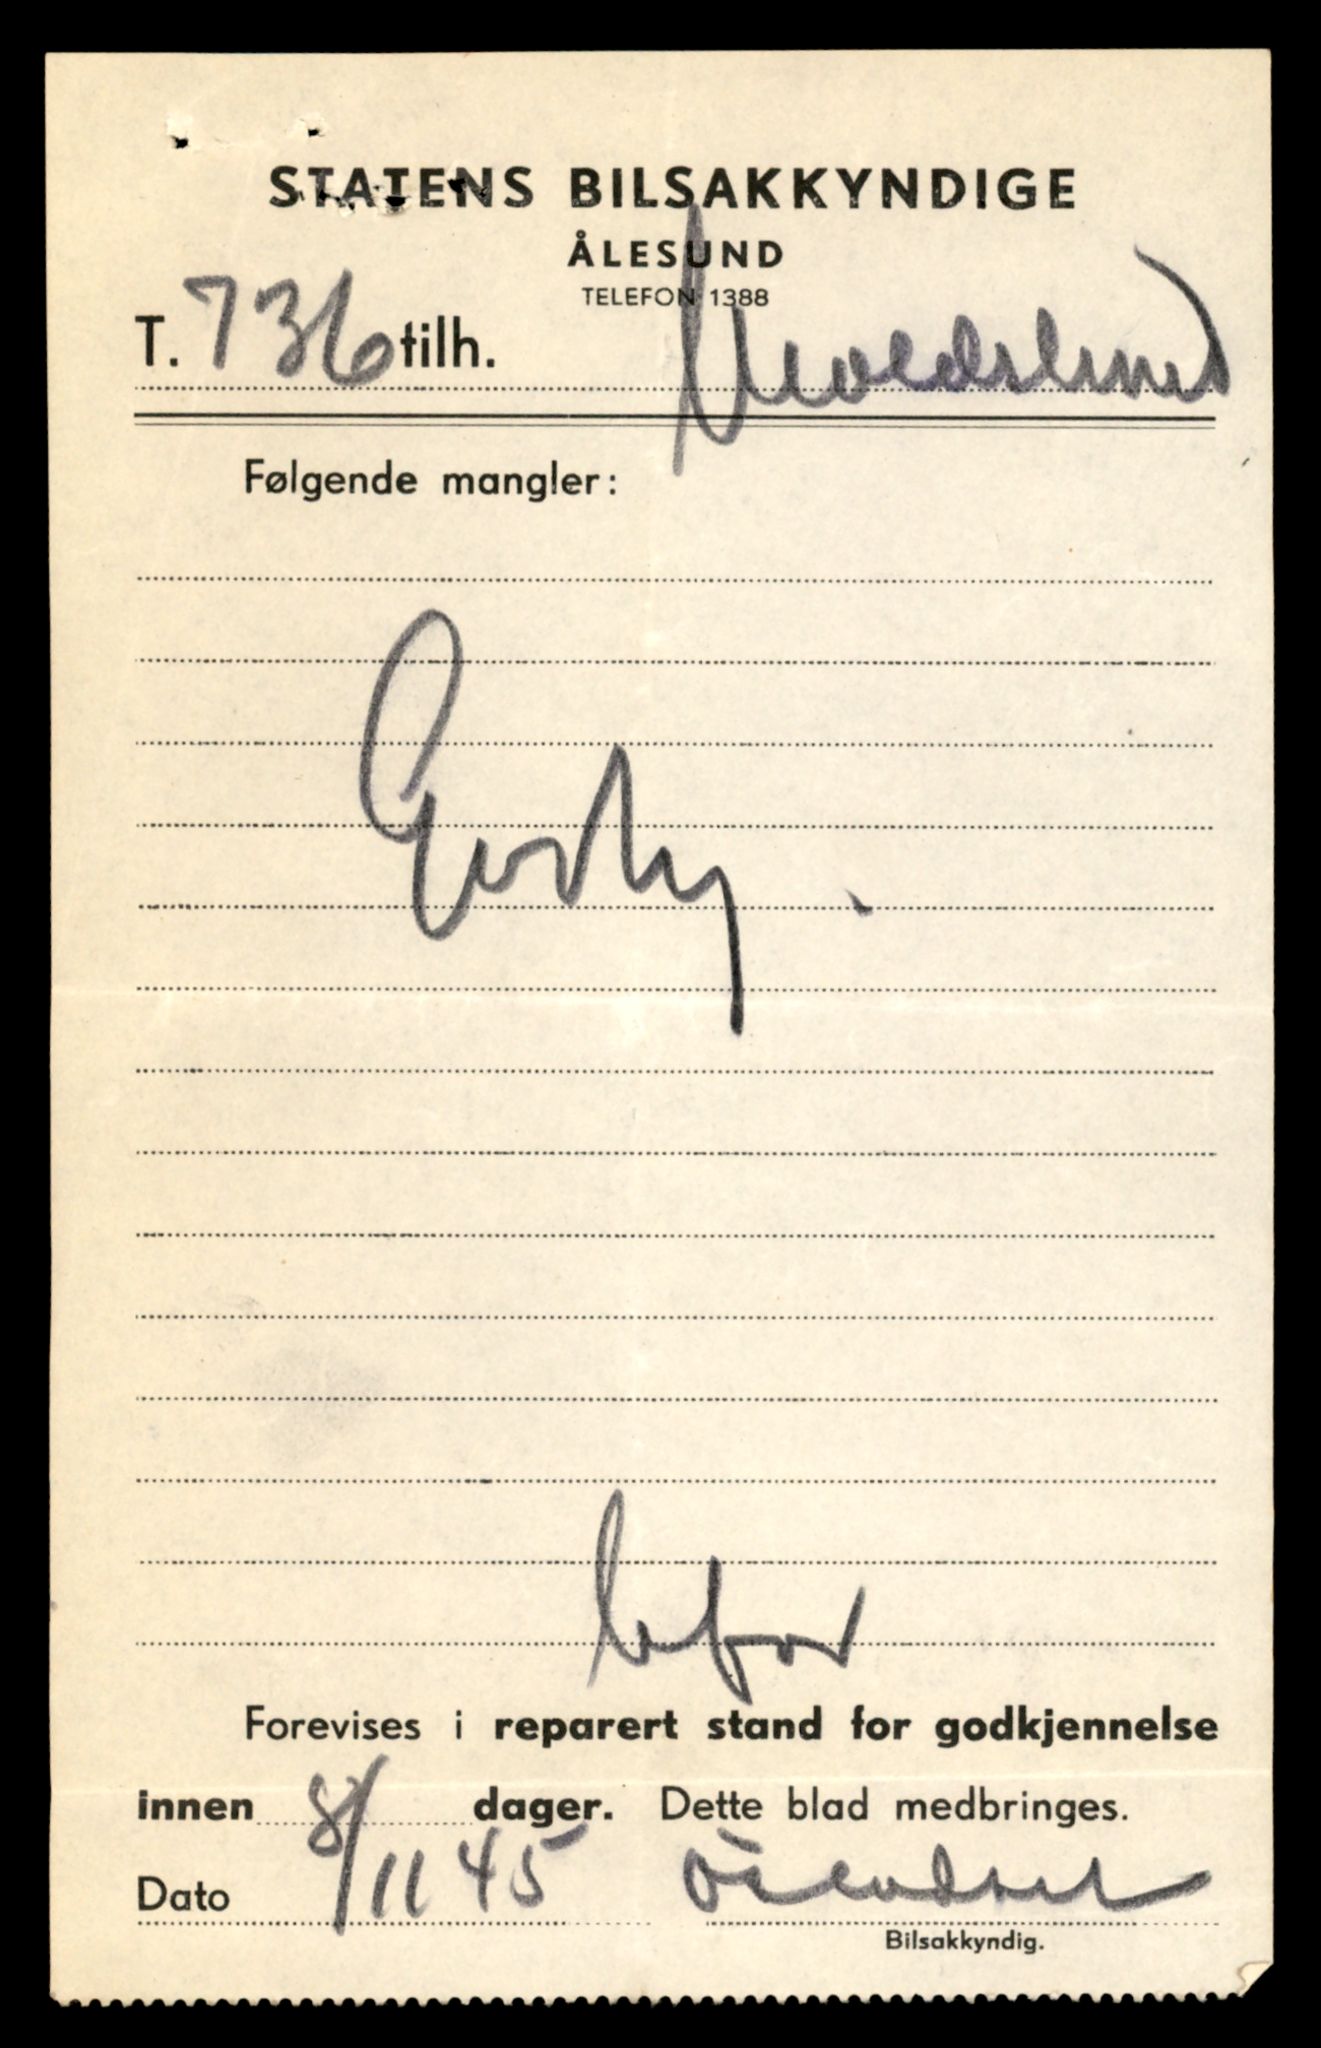 STATENS BILSAKKYNDIGE
ÅLESUND
TELEFON 1388
T. 736 tilh.
Følgende mangler:
Forevises i reparert stand for godkjennelse
innen dager. Dette blad medbringes.
Dato 8/11 45
Bilsakkyndig.